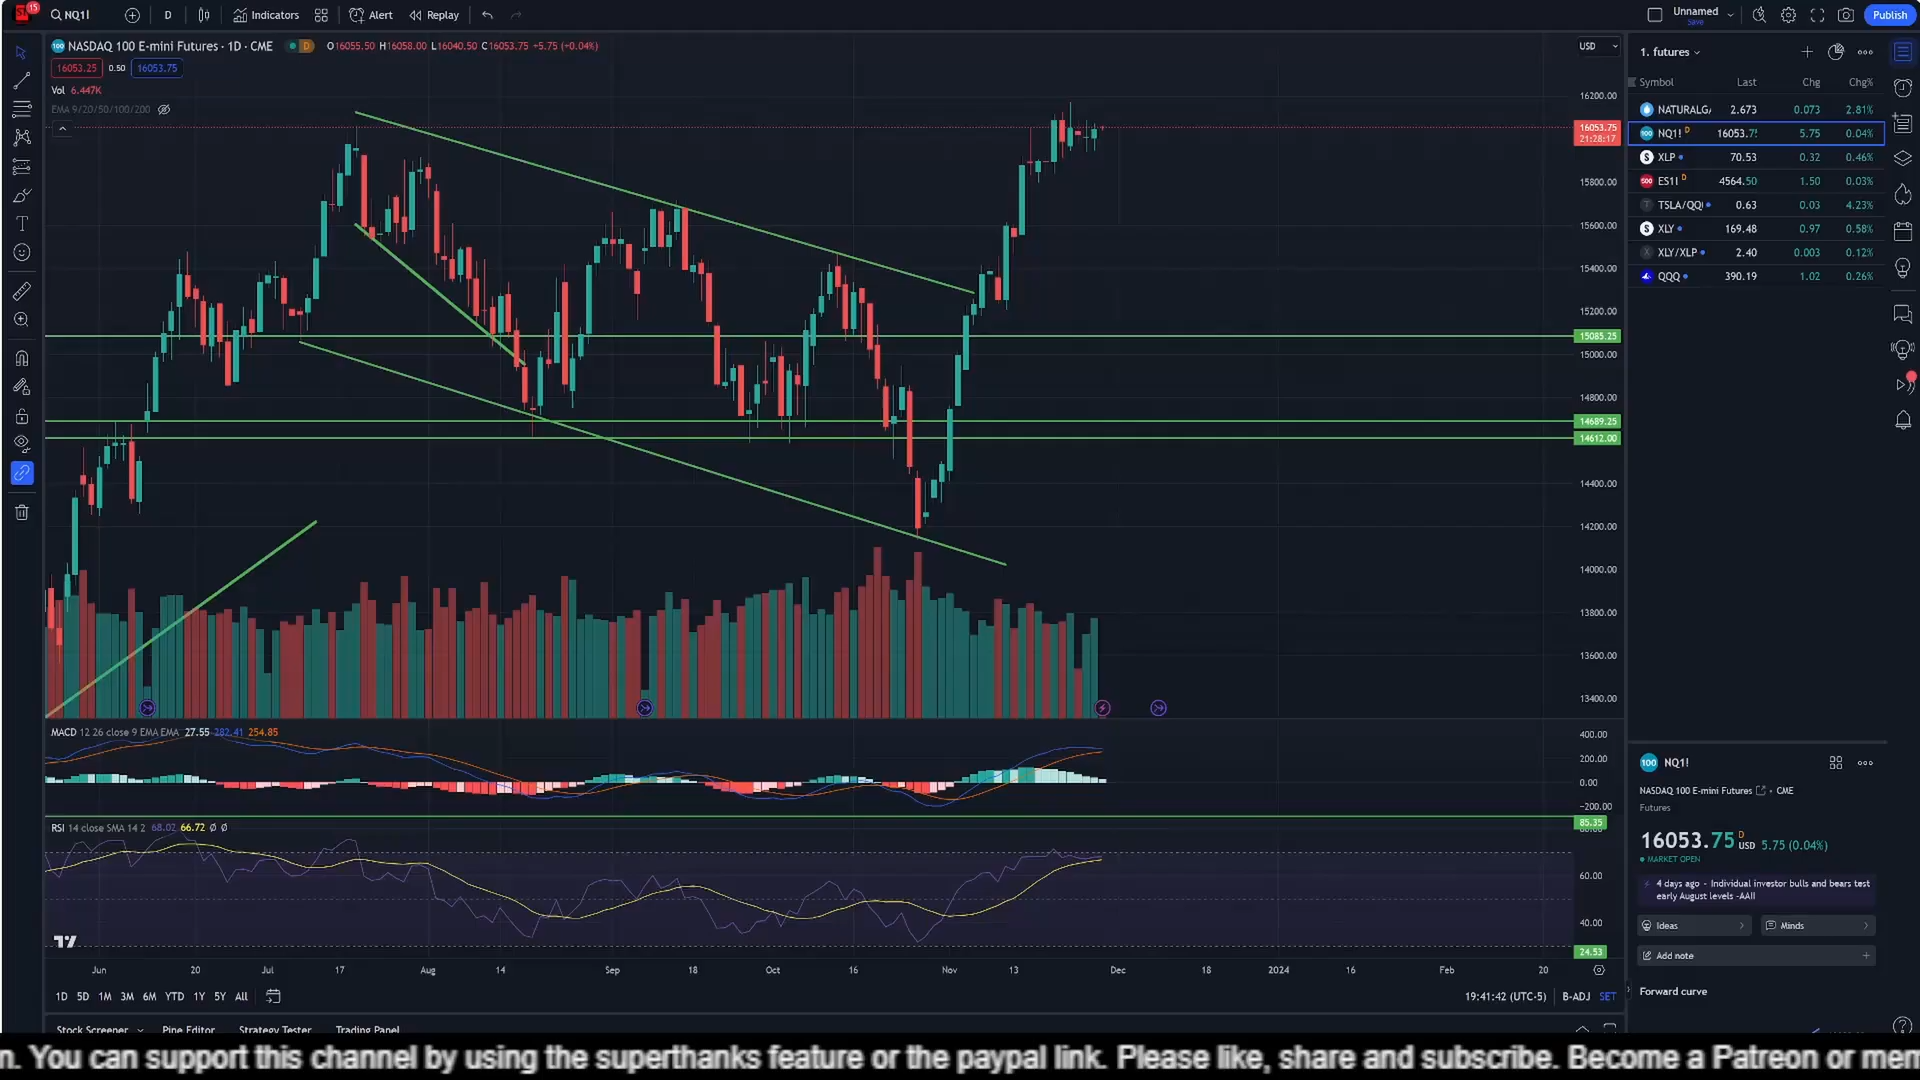 15
NQ1!
D
Indicators
Alert
Replay
Unnamed
Save
Publish
NASDAQ 100 E-mini Futures · 1D · CME
D
O16055.50 H16058.00 L16040.50 C16053.75 +5.75 (+0.04%)
16053.25 0.50 16053.75
Vol 6.447K
EMA 9/20/50/100/200
USD
16200.00
16053.75
21:28:17
15800.00
15600.00
15400.00
15200.00
15085.25
15000.00
14800.00
14689.25
14612.00
14400.00
14200.00
14000.00
13800.00
13600.00
13400.00
MACD 12 26 close 9 EMA EMA 27.55 282.41 254.85
400.00
200.00
0.00
−200.00
RSI 14 close SMA 14 2 68.02 66.72 Ø Ø
85.35
60.00
40.00
24.53
Jun 20 Jul 17 Aug 14 Sep 18 Oct 16 Nov 13 Dec 18 2024 16 Feb 20
1D 5D 1M 3M 6M YTD 1Y 5Y All
19:41:42 (UTC-5) B-ADJ SET
Stock Screener Pine Editor Strategy Tester Trading Panel
1. futures
Symbol Last Chg Chg%
NATURALG 2.673 0.073 2.81%
NQ1! D 16053.7 5.75 0.04%
XLP 70.53 0.32 0.46%
ES1! D 4564.50 1.50 0.03%
TSLA/QQ 0.63 0.03 4.23%
XLY 169.48 0.97 0.58%
XLY/XLP 2.40 0.003 0.12%
QQQ 390.19 1.02 0.26%
100 NQ1!
NASDAQ 100 E-mini Futures · CME
Futures
16053.75 D USD 5.75 (0.04%)
MARKET OPEN
4 days ago - Individual investor bulls and bears test
early August levels -AAII
Ideas
Minds
Add note
Forward curve
n. You can support this channel by using the superthanks feature or the paypal link. Please like, share and subscribe. Become a Patreon or mem